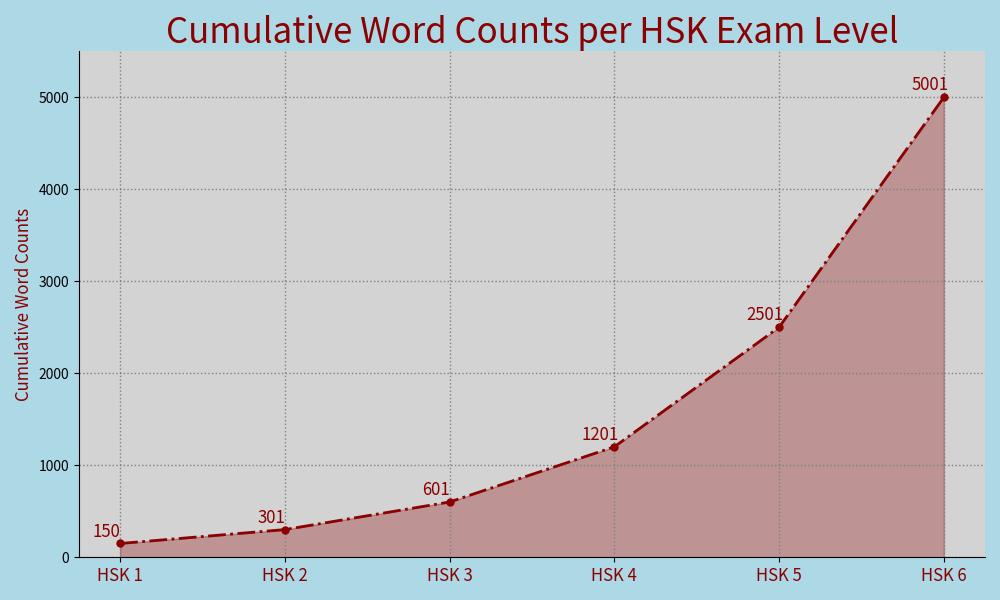 Cumulative Word Counts per HSK Exam Level
Cumulative Word Counts
5000
4000
3000
2000
1000
0
150
301
601
1201
2501
5001
HSK 1
HSK 2
HSK 3
HSK 4
HSK 5
HSK 6